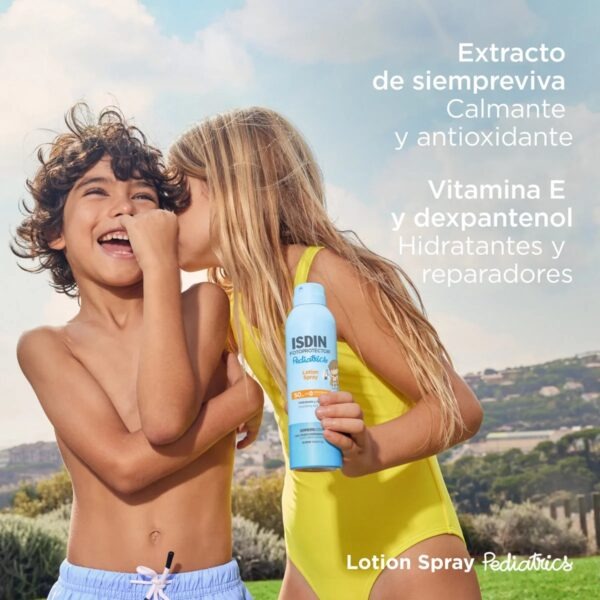 Extracto
de siempreviva
Calmante
y antioxidante
Vitamina E
y dexpantenol
Hidratantes y
reparadores
ISDIN
FOTOPROTECTOR
Pediatrics
Lotion
Spray
50
Lotion Spray Pediatrics